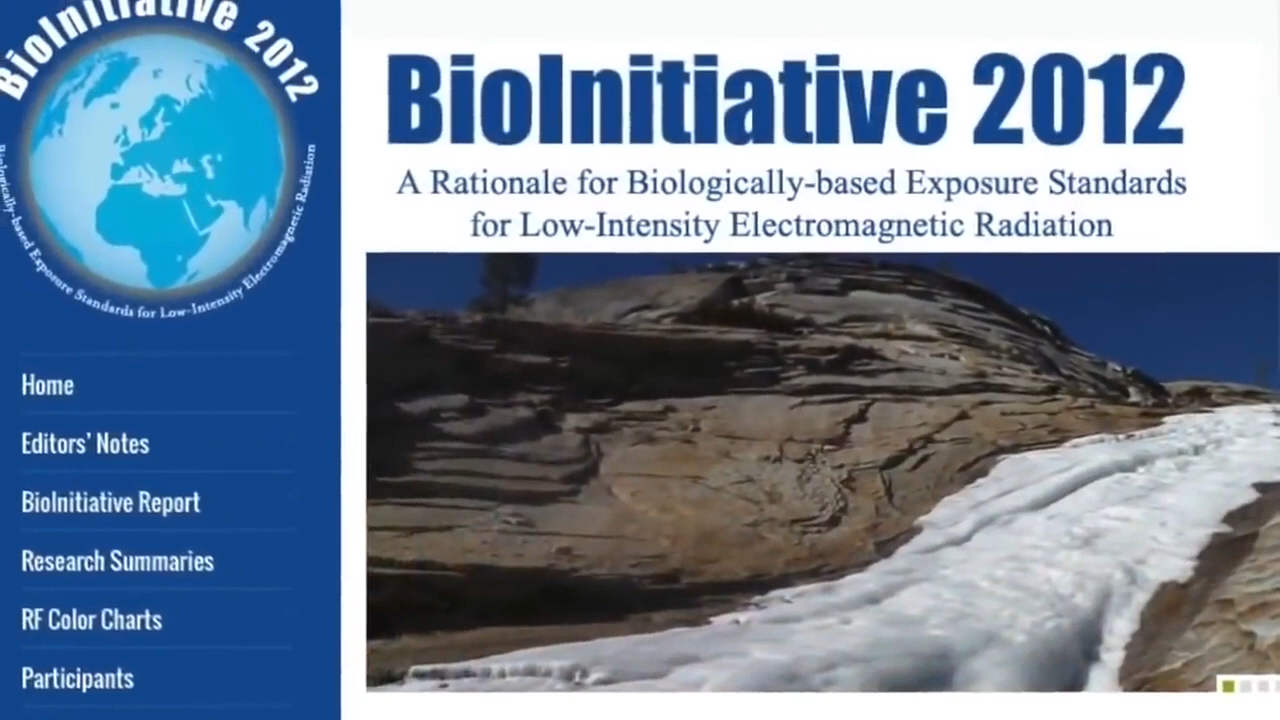 BioInitiative 2012
Biologically-based Exposure Standards for Low-Intensity Electromagnetic Radiation
Home
Editors' Notes
BioInitiative Report
Research Summaries
RF Color Charts
Participants
BioInitiative 2012
A Rationale for Biologically-based Exposure Standards
for Low-Intensity Electromagnetic Radiation